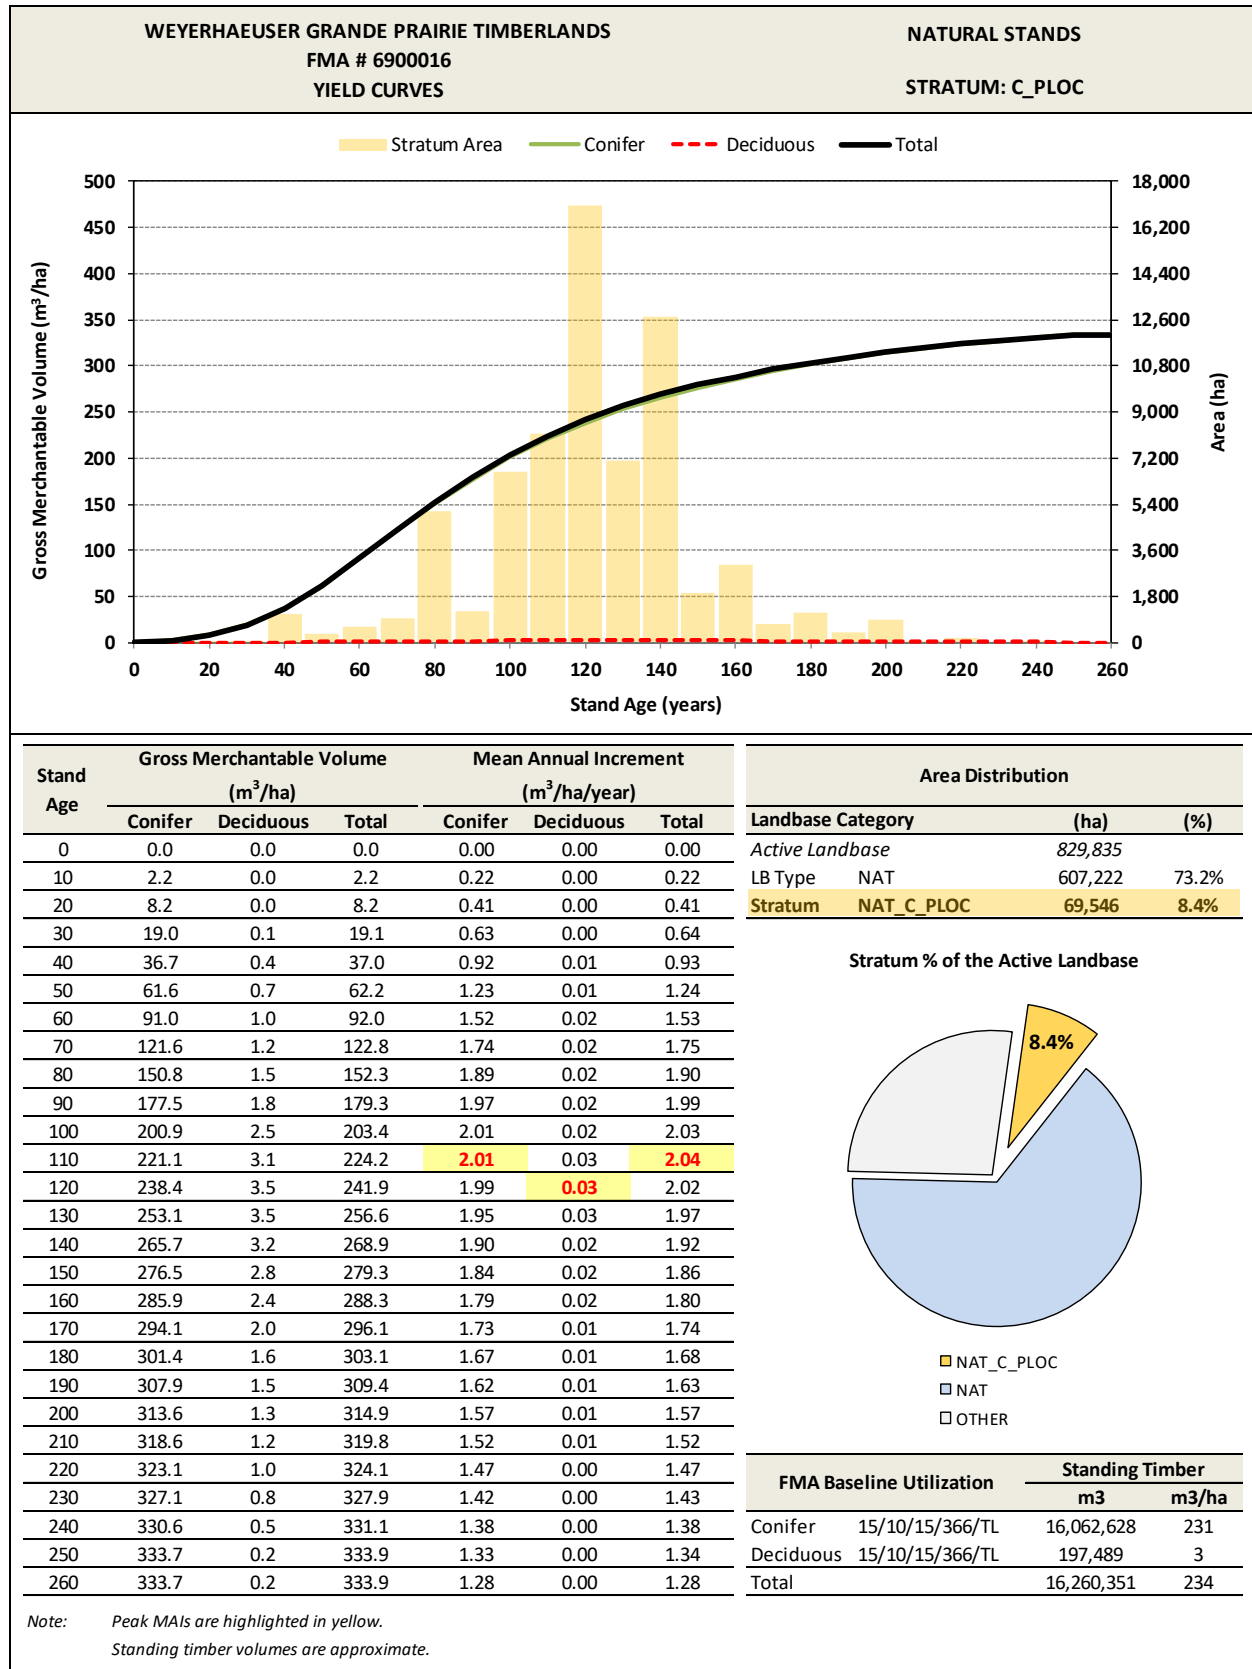 WEYERHAEUSER GRANDE PRAIRIE TIMBERLANDS
FMA # 6900016
YIELD CURVES
NATURAL STANDS
STRATUM: C_PLOC
Stratum Area Conifer Deciduous Total
500
450
400
350
300
250
200
150
100
50
0
Gross Merchantable Volume (m³/ha)
18,000
16,200
14,400
12,600
10,800
9,000
7,200
5,400
3,600
1,800
0
Area (ha)
0 20 40 60 80 100 120 140 160 180 200 220 240 260
Stand Age (years)
Stand Age
Gross Merchantable Volume (m³/ha)
Mean Annual Increment (m³/ha/year)
Conifer Deciduous Total Conifer Deciduous Total
0 0.0 0.0 0.0 0.00 0.00 0.00
10 2.2 0.0 2.2 0.22 0.00 0.22
20 8.2 0.0 8.2 0.41 0.00 0.41
30 19.0 0.1 19.1 0.63 0.00 0.64
40 36.7 0.4 37.0 0.92 0.01 0.93
50 61.6 0.7 62.2 1.23 0.01 1.24
60 91.0 1.0 92.0 1.52 0.02 1.53
70 121.6 1.2 122.8 1.74 0.02 1.75
80 150.8 1.5 152.3 1.89 0.02 1.90
90 177.5 1.8 179.3 1.97 0.02 1.99
100 200.9 2.5 203.4 2.01 0.02 2.03
110 221.1 3.1 224.2 2.01 0.03 2.04
120 238.4 3.5 241.9 1.99 0.03 2.02
130 253.1 3.5 256.6 1.95 0.03 1.97
140 265.7 3.2 268.9 1.90 0.02 1.92
150 276.5 2.8 279.3 1.84 0.02 1.86
160 285.9 2.4 288.3 1.79 0.02 1.80
170 294.1 2.0 296.1 1.73 0.01 1.74
180 301.4 1.6 303.1 1.67 0.01 1.68
190 307.9 1.5 309.4 1.62 0.01 1.63
200 313.6 1.3 314.9 1.57 0.01 1.57
210 318.6 1.2 319.8 1.52 0.01 1.52
220 323.1 1.0 324.1 1.47 0.00 1.47
230 327.1 0.8 327.9 1.42 0.00 1.43
240 330.6 0.5 331.1 1.38 0.00 1.38
250 333.7 0.2 333.9 1.33 0.00 1.34
260 333.7 0.2 333.9 1.28 0.00 1.28
Area Distribution
Landbase Category (ha) (%)
Active Landbase 829,835
LB Type NAT 607,222 73.2%
Stratum NAT_C_PLOC 69,546 8.4%
Stratum % of the Active Landbase
8.4%
NAT_C_PLOC
NAT
OTHER
FMA Baseline Utilization
Standing Timber
m3 m3/ha
Conifer 15/10/15/366/TL 16,062,628 231
Deciduous 15/10/15/366/TL 197,489 3
Total 16,260,351 234
Note: Peak MAIs are highlighted in yellow.
Standing timber volumes are approximate.